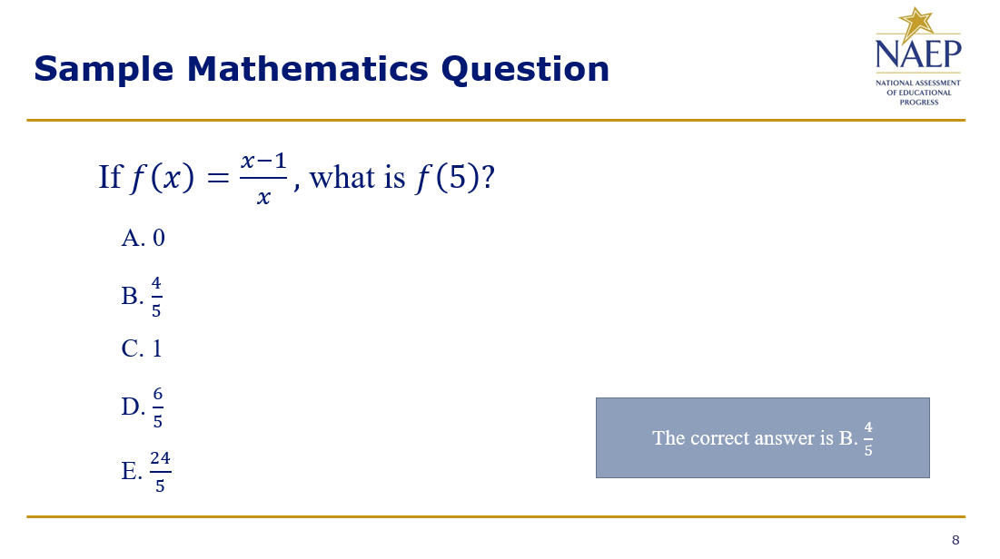 Sample Mathematics Question
NAEP
NATIONAL ASSESSMENT
OF EDUCATIONAL
PROGRESS
If f(x) = \frac{x−1}{x}, what is f(5)?
A. 0
B. \frac{4}{5}
C. 1
D. \frac{6}{5}
E. \frac{24}{5}
The correct answer is B. \frac{4}{5}
8